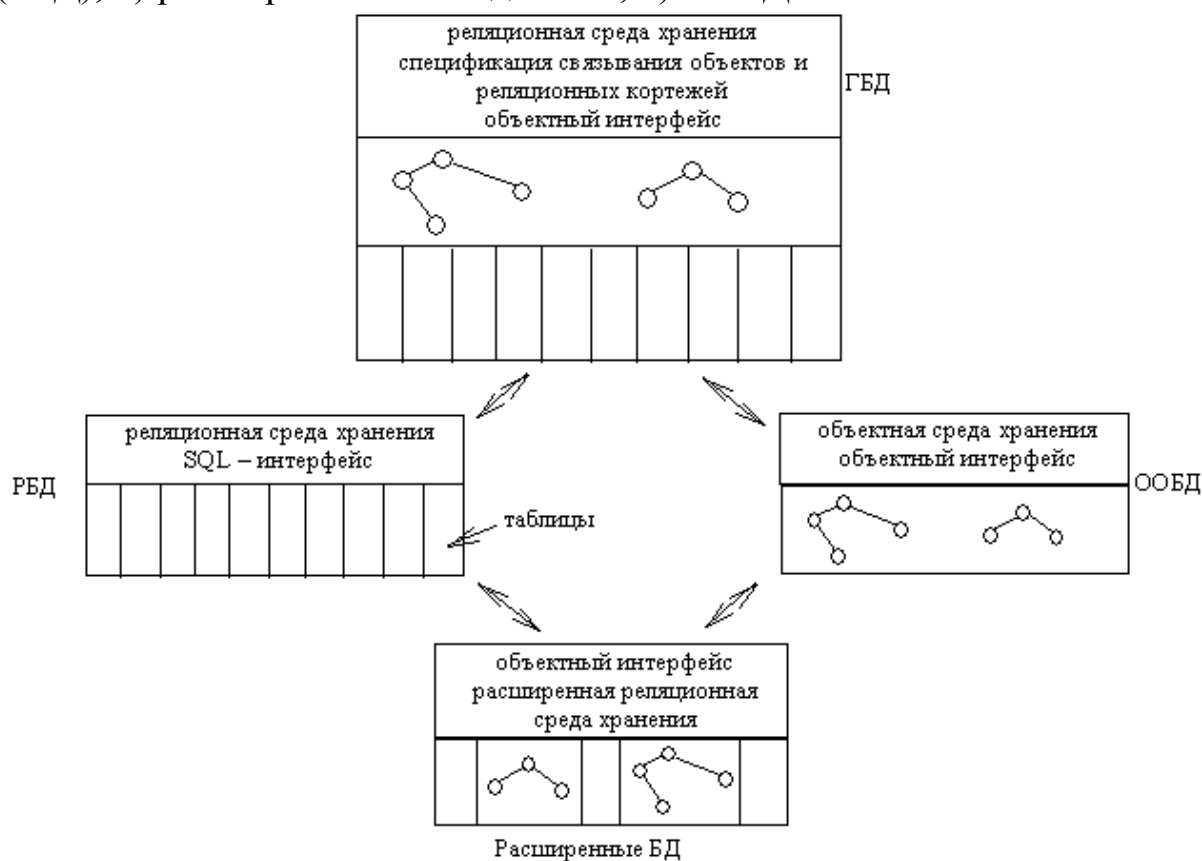 реляционная среда хранения
спецификация связывания объектов и
реляционных кортежей
объектный интерфейс
ГБД
реляционная среда хранения
SQL – интерфейс
РБД
таблицы
объектная среда хранения
объектный интерфейс
ООБД
объектный интерфейс
расширенная реляционная
среда хранения
Расширенные БД